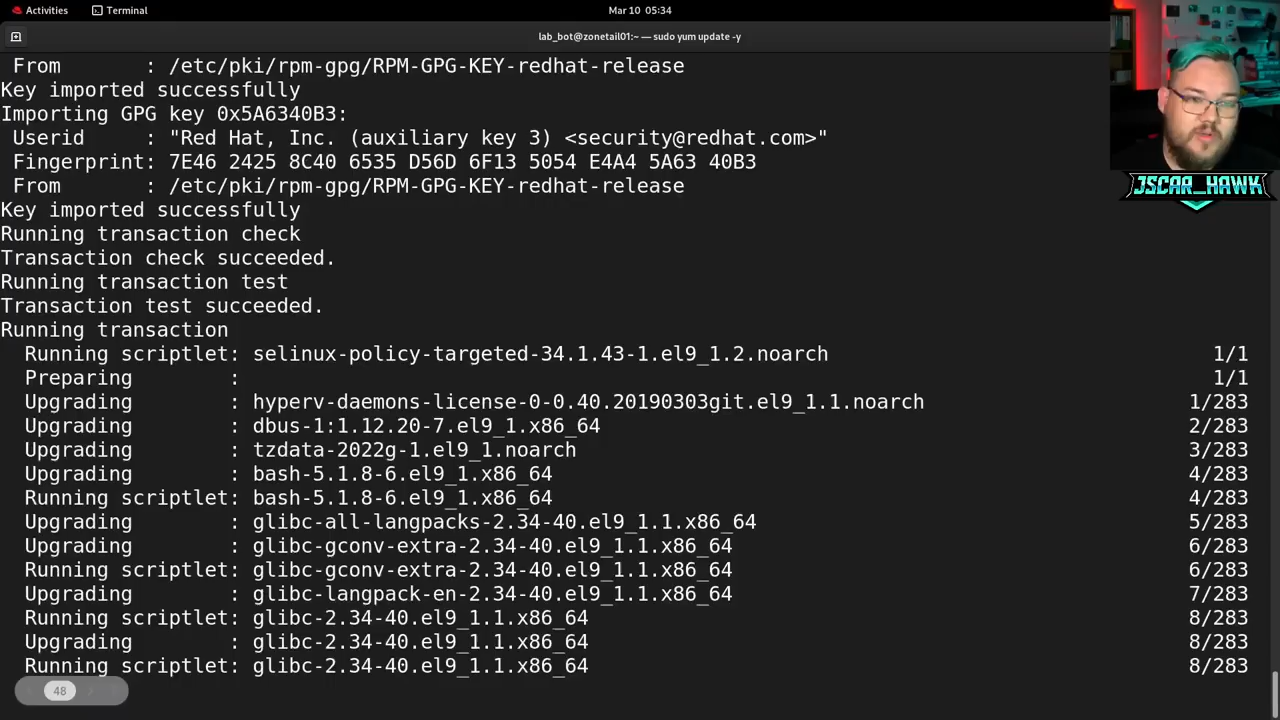 Activities Terminal Mar 10 05:34
lab_bot@zonetail01:~ — sudo yum update -y
From : /etc/pki/rpm-gpg/RPM-GPG-KEY-redhat-release
Key imported successfully
Importing GPG key 0x5A6340B3:
Userid : "Red Hat, Inc. (auxiliary key 3) <security@redhat.com>"
Fingerprint: 7E46 2425 8C40 6535 D56D 6F13 5054 E4A4 5A63 40B3
From : /etc/pki/rpm-gpg/RPM-GPG-KEY-redhat-release
JSCAR_HAWK
Key imported successfully
Running transaction check
Transaction check succeeded.
Running transaction test
Transaction test succeeded.
Running transaction
Running scriptlet: selinux-policy-targeted-34.1.43-1.el9_1.2.noarch 1/1
Preparing : 1/1
Upgrading : hyperv-daemons-license-0-0.40.20190303git.el9_1.1.noarch 1/283
Upgrading : dbus-1:1.12.20-7.el9_1.x86_64 2/283
Upgrading : tzdata-2022g-1.el9_1.noarch 3/283
Upgrading : bash-5.1.8-6.el9_1.x86_64 4/283
Running scriptlet: bash-5.1.8-6.el9_1.x86_64 4/283
Upgrading : glibc-all-langpacks-2.34-40.el9_1.1.x86_64 5/283
Upgrading : glibc-gconv-extra-2.34-40.el9_1.1.x86_64 6/283
Running scriptlet: glibc-gconv-extra-2.34-40.el9_1.1.x86_64 6/283
Upgrading : glibc-langpack-en-2.34-40.el9_1.1.x86_64 7/283
Running scriptlet: glibc-2.34-40.el9_1.1.x86_64 8/283
Upgrading : glibc-2.34-40.el9_1.1.x86_64 8/283
Running scriptlet: glibc-2.34-40.el9_1.1.x86_64 8/283
48